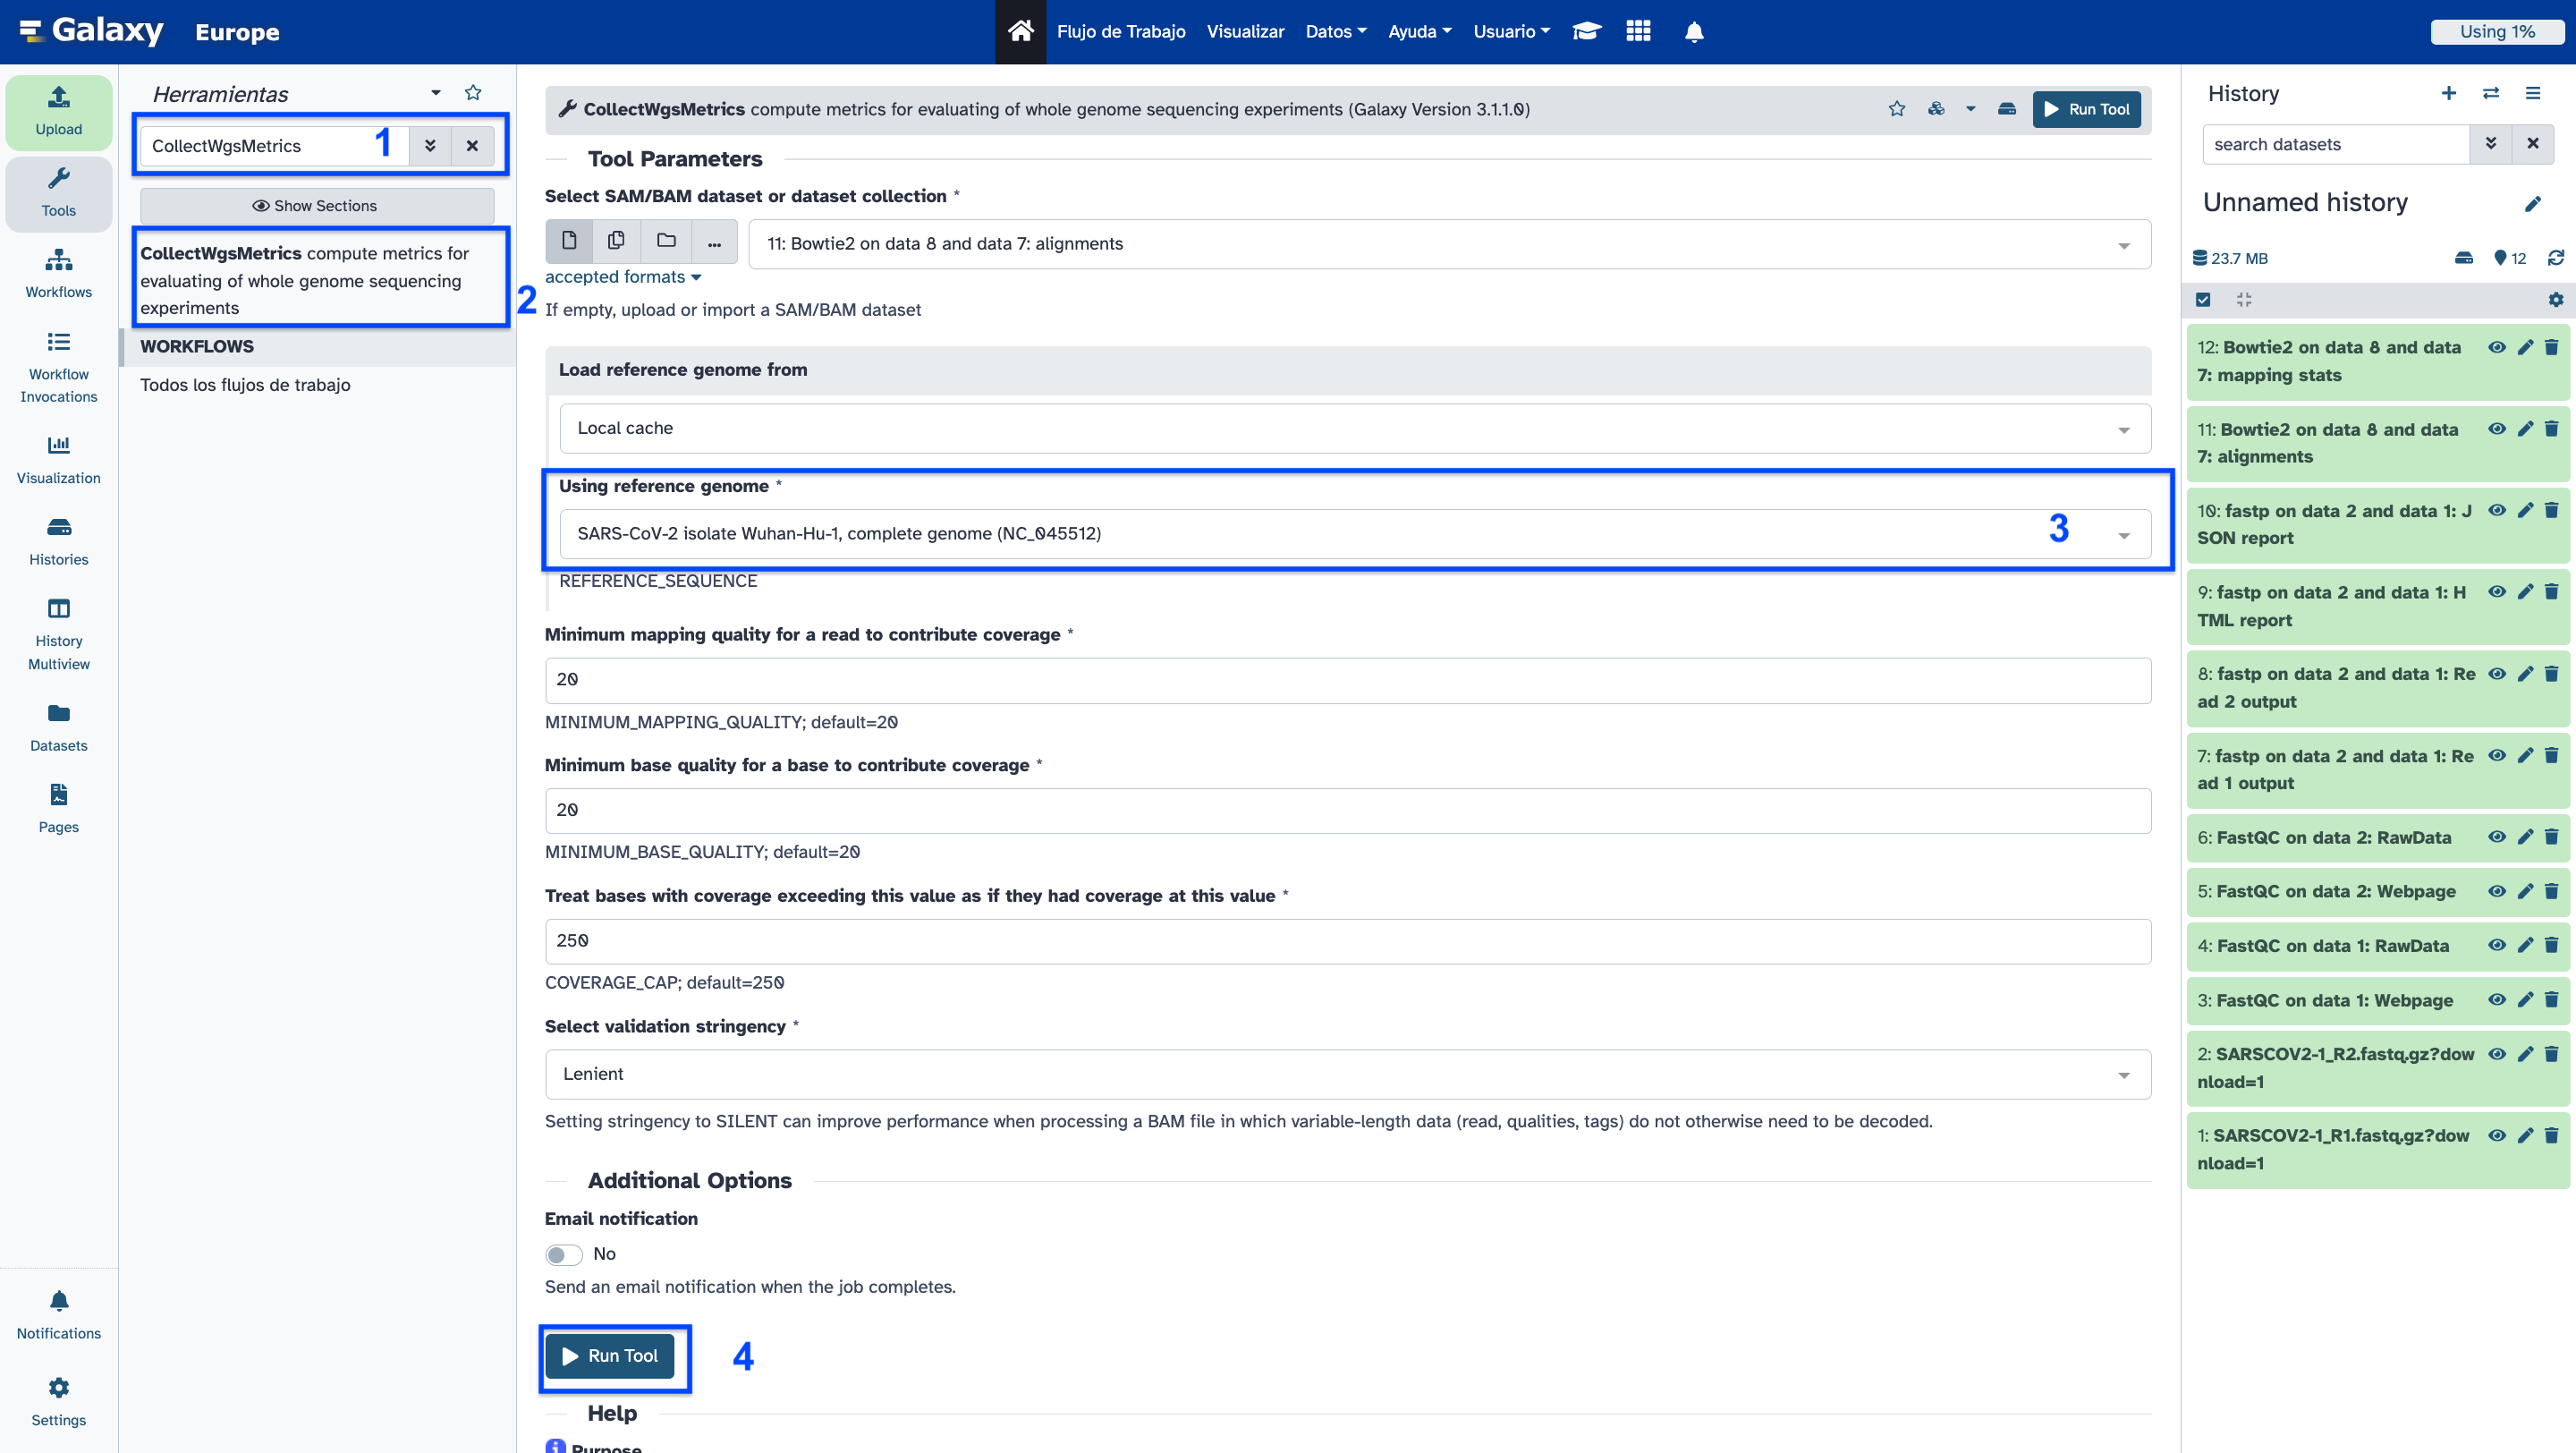 Galaxy Europe
Flujo de Trabajo Visualizar Datos Ayuda Usuario
Using 1%
Upload
Tools
Workflows
Workflow
Invocations
Visualization
Histories
History
Multiview
Datasets
Pages
Notifications
Settings
Herramientas
CollectWgsMetrics 1
Show Sections
CollectWgsMetrics compute metrics for
evaluating of whole genome sequencing
experiments
2
WORKFLOWS
Todos los flujos de trabajo
CollectWgsMetrics compute metrics for evaluating of whole genome sequencing experiments (Galaxy Version 3.1.1.0)
Run Tool
Tool Parameters
Select SAM/BAM dataset or dataset collection *
... 11: Bowtie2 on data 8 and data 7: alignments
accepted formats
If empty, upload or import a SAM/BAM dataset
Load reference genome from
Local cache
Using reference genome *
SARS-CoV-2 isolate Wuhan-Hu-1, complete genome (NC_045512) 3
REFERENCE_SEQUENCE
Minimum mapping quality for a read to contribute coverage *
20
MINIMUM_MAPPING_QUALITY; default=20
Minimum base quality for a base to contribute coverage *
20
MINIMUM_BASE_QUALITY; default=20
Treat bases with coverage exceeding this value as if they had coverage at this value *
250
COVERAGE_CAP; default=250
Select validation stringency *
Lenient
Setting stringency to SILENT can improve performance when processing a BAM file in which variable-length data (read, qualities, tags) do not otherwise need to be decoded.
Additional Options
Email notification
No
Send an email notification when the job completes.
Run Tool 4
Help
Purpose
History
search datasets
Unnamed history
23.7 MB 12
12: Bowtie2 on data 8 and data
7: mapping stats
11: Bowtie2 on data 8 and data
7: alignments
10: fastp on data 2 and data 1: J
SON report
9: fastp on data 2 and data 1: H
TML report
8: fastp on data 2 and data 1: Re
ad 2 output
7: fastp on data 2 and data 1: Re
ad 1 output
6: FastQC on data 2: RawData
5: FastQC on data 2: Webpage
4: FastQC on data 1: RawData
3: FastQC on data 1: Webpage
2: SARSCOV2-1_R2.fastq.gz?dow
nload=1
1: SARSCOV2-1_R1.fastq.gz?dow
nload=1